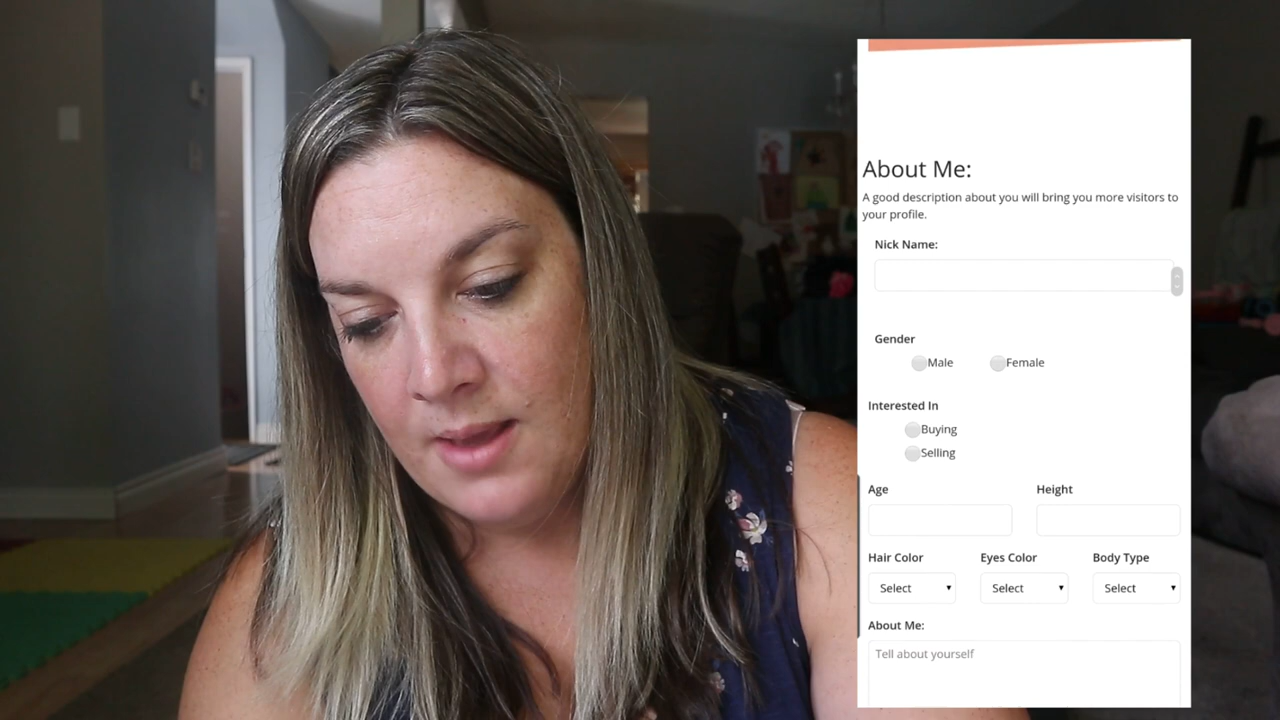 About Me:
A good description about you will bring you more visitors to
your profile.
Nick Name:
Gender
Male Female
Interested In
Buying
Selling
Age Height
Hair Color Eyes Color Body Type
Select Select Select
About Me:
Tell about yourself